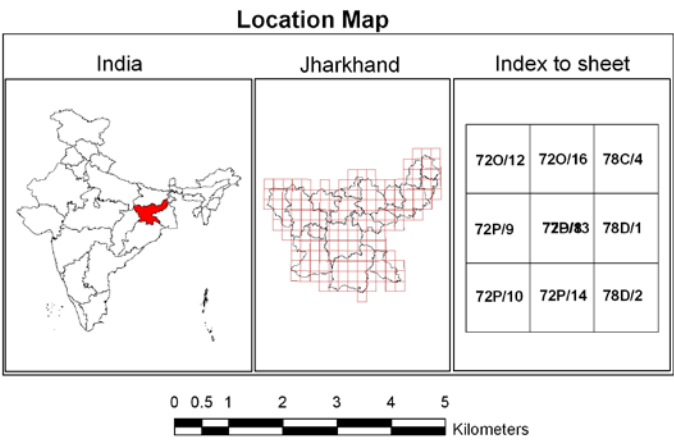 Location Map
India
Jharkhand
Index to sheet
72O/12 72O/16 78C/4
72P/9 78D/1
72P/10 72P/14 78D/2
0 0.5 1 2 3 4 5
Kilometers